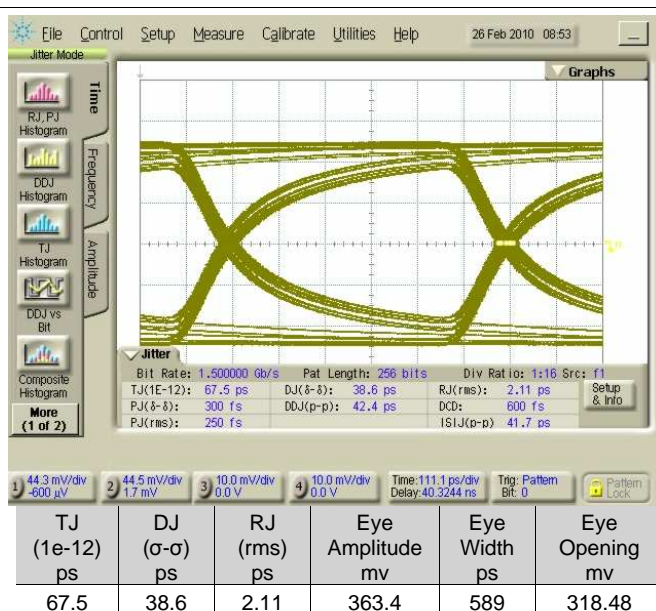 File Control Setup Measure Calibrate Utilities Help 26 Feb 2010 08:53
Jitter Mode
Graphs
RJ, PJ
Histogram
DDJ
Histogram
TJ
Histogram
DDJ vs
Bit
Composite
Histogram
More
(1 of 2)
Time
Frequency
Amplitude
Jitter
Bit Rate: 1.500000 Gb/s Pat Length: 256 bits Div Ratio: 1:16 Src: f1
TJ(1E-12): 67.5 ps DJ(δ-δ): 38.6 ps RJ(rms): 2.11 ps
PJ(δ-δ): 300 fs DDJ(p-p): 42.4 ps DCD: 600 fs
PJ(rms): 250 fs ISIJ(p-p) 41.7 ps
Setup
& Info
1) 44.3 mV/div
-600 µV
2) 44.5 mV/div
1.7 mV
3) 10.0 mV/div
0.0 V
4) 10.0 mV/div
0.0 V
Time:111.1 ps/div
Delay:40.3244 ns
Trig: Pattern
Bit: 0
Pattern
Lock
TJ
(1e-12)
ps
DJ
(σ-σ)
ps
RJ
(rms)
ps
Eye
Amplitude
mv
Eye
Width
ps
Eye
Opening
mv
67.5 38.6 2.11 363.4 589 318.48